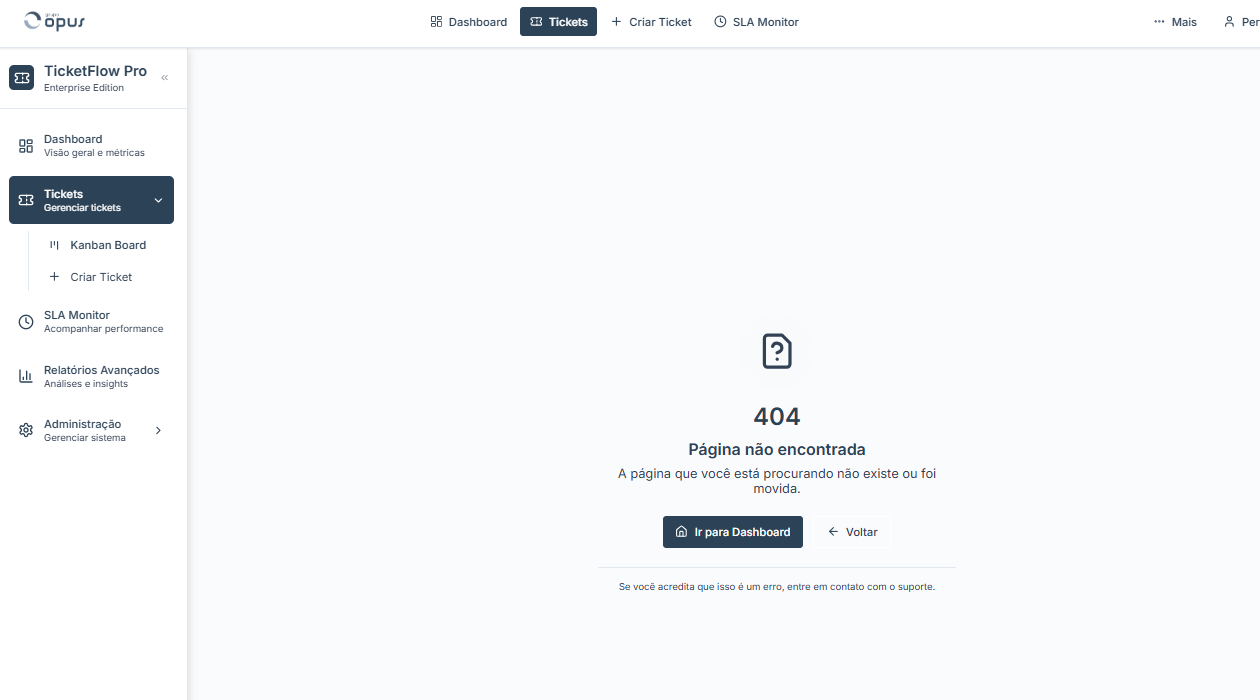 grupo
opus
Dashboard
Tickets
Criar Ticket
SLA Monitor
Mais
Per
TicketFlow Pro
Enterprise Edition
Dashboard
Visão geral e métricas
Tickets
Gerenciar tickets
Kanban Board
Criar Ticket
SLA Monitor
Acompanhar performance
Relatórios Avançados
Análises e insights
Administração
Gerenciar sistema
404
Página não encontrada
A página que você está procurando não existe ou foi
movida.
Ir para Dashboard
Voltar
Se você acredita que isso é um erro, entre em contato com o suporte.